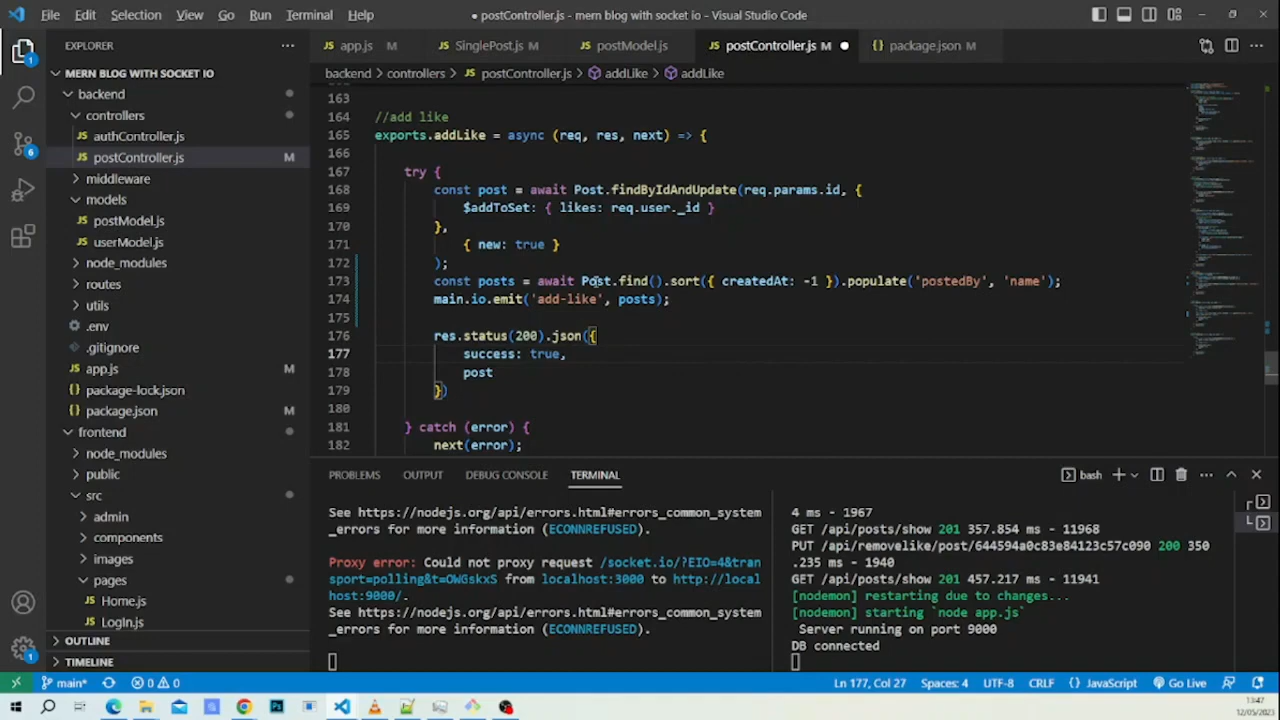 File Edit Selection View Go Run Terminal Help
● postController.js - mern blog with socket io - Visual Studio Code
EXPLORER
MERN BLOG WITH SOCKET IO
backend
controllers
authController.js
postController.js M
middleware
models
postModel.js
userModel.js
node_modules
routes
utils
.env
.gitignore
app.js M
package-lock.json
package.json M
frontend
node_modules
public
src
admin
components
images
pages
Home.js
LogIn.js
OUTLINE
TIMELINE
app.js M SinglePost.js M postModel.js postController.js M ● package.json M
backend > controllers > postController.js > addLike > addLike
163
164 //add like
165 exports.addLike = async (req, res, next) => {
166
167 try {
168 const post = await Post.findByIdAndUpdate(req.params.id, {
169 $addToSet: { likes: req.user._id }
170 },
171 { new: true }
172 );
173 const posts = await Post.find().sort({ createdAt: -1 }).populate('postedBy', 'name');
174 main.io.emit('add-like', posts);
175
176 res.status(200).json({
177 success: true,
178 post
179 })
180
181 } catch (error) {
182 next(error);
PROBLEMS OUTPUT DEBUG CONSOLE TERMINAL
bash
See https://nodejs.org/api/errors.html#errors_common_system
_errors for more information (ECONNREFUSED).
Proxy error: Could not proxy request /socket.io/?EIO=4&tran
sport=polling&t=OWGskxS from localhost:3000 to http://local
host:9000/.
See https://nodejs.org/api/errors.html#errors_common_system
_errors for more information (ECONNREFUSED).
4 ms - 1967
GET /api/posts/show 201 357.854 ms - 11968
PUT /api/removelike/post/644594a0c83e84123c57c090 200 350
.235 ms - 1940
GET /api/posts/show 201 457.217 ms - 11941
[nodemon] restarting due to changes...
[nodemon] starting `node app.js`
Server running on port 9000
DB connected
main* 0 0 Ln 177, Col 27 Spaces: 4 UTF-8 CRLF {} JavaScript Go Live
13:47
12/05/2023